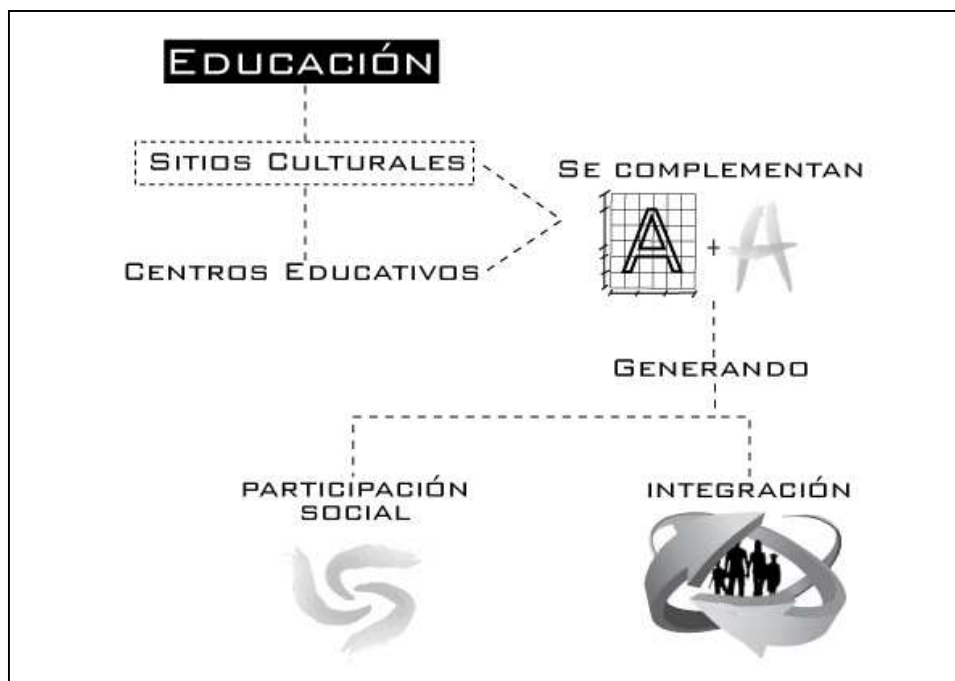 EDUCACIÓN
SITIOS CULTURALES
SE COMPLEMENTAN
A + A
CENTROS EDUCATIVOS
GENERANDO
PARTICIPACIÓN
SOCIAL
INTEGRACIÓN